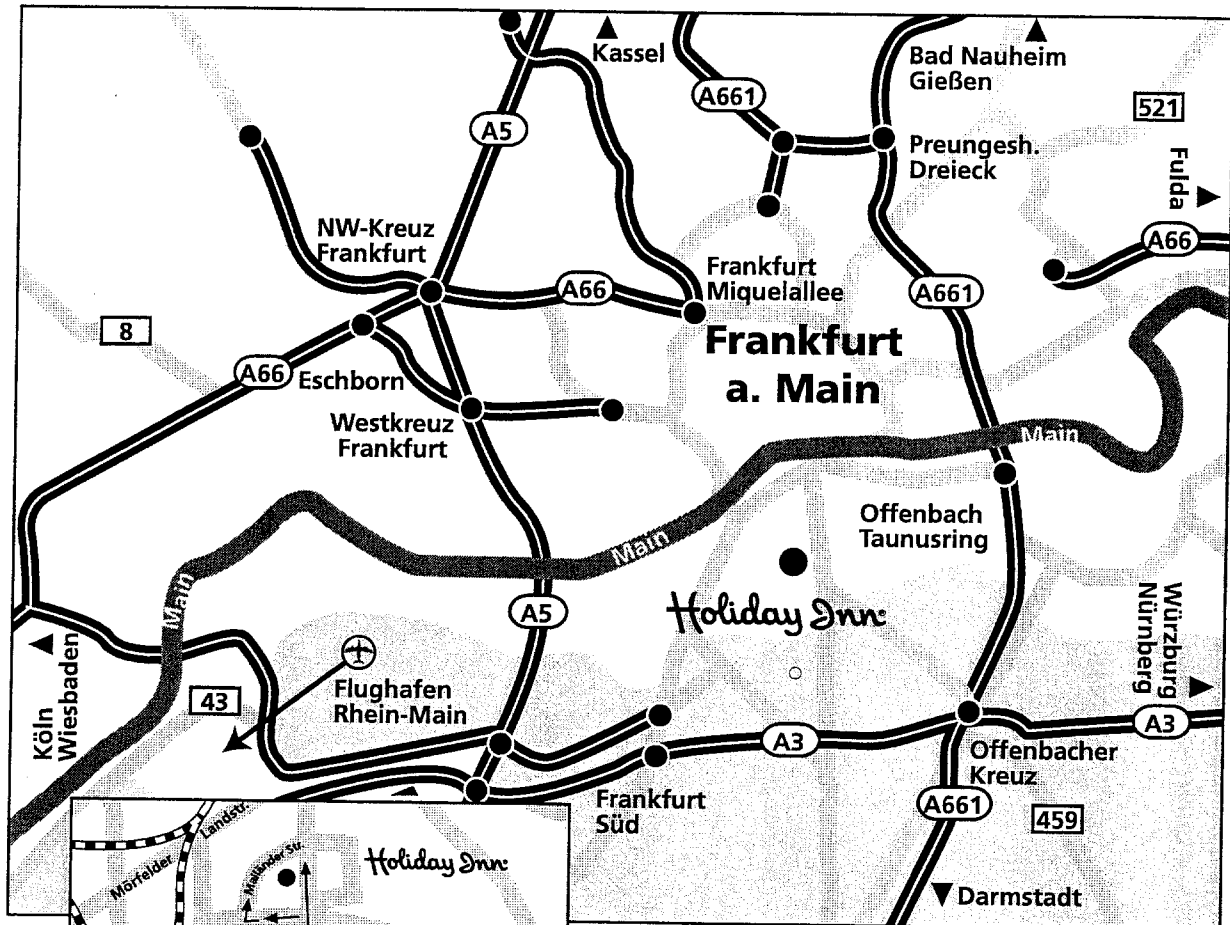 Kassel
Bad Nauheim
Gießen
A661
521
A5
Preungesh.
Dreieck
Fulda
NW-Kreuz
Frankfurt
A66
Frankfurt
Miquelallee
A66
A661
8
Frankfurt
a. Main
A66
Eschborn
Westkreuz
Frankfurt
Main
Offenbach
Taunusring
Main
Main
A5
Holiday Inn
Würzburg
Nürnberg
Köln
Wiesbaden
43
Flughafen
Rhein-Main
A3
A3
Offenbacher
Kreuz
Frankfurt
Süd
A661
459
Landstr.
Mörfelder
Mailänder Str.
Holiday Inn
Darmstadt